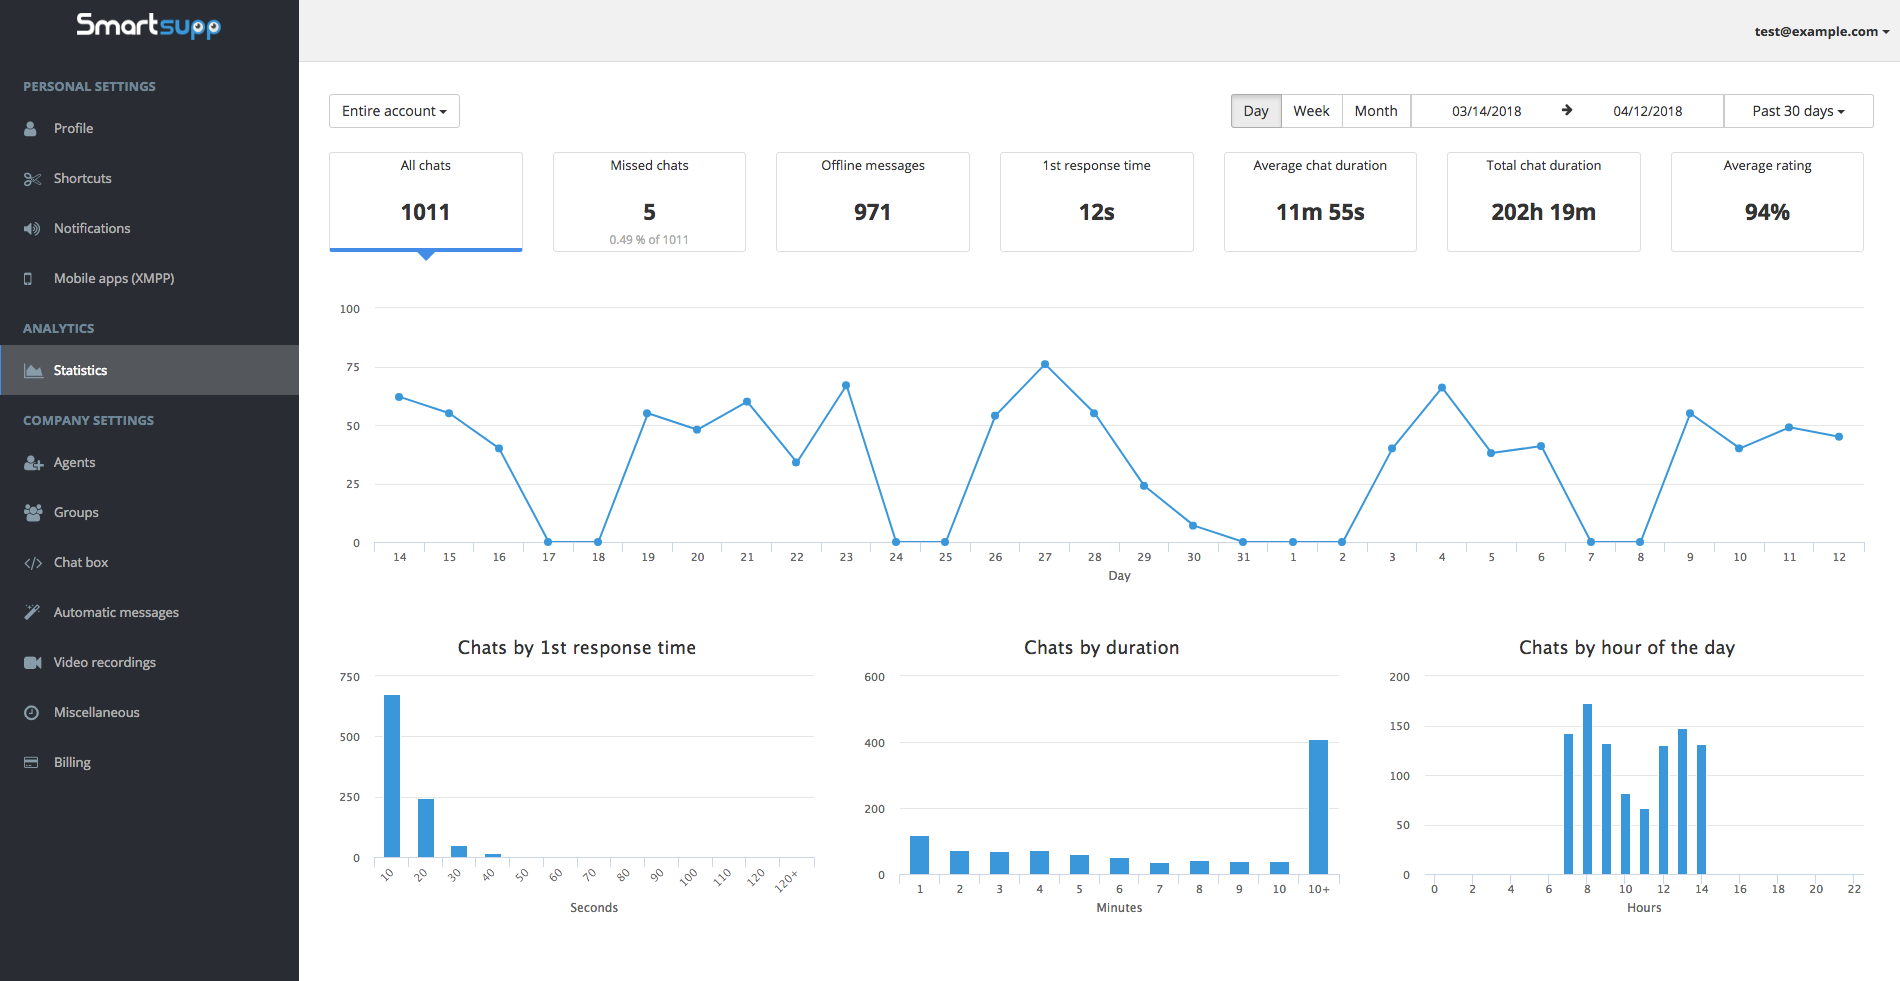 Smartsupp
test@example.com
PERSONAL SETTINGS
Profile
Shortcuts
Notifications
Mobile apps (XMPP)
ANALYTICS
Statistics
COMPANY SETTINGS
Agents
Groups
Chat box
Automatic messages
Video recordings
Miscellaneous
Billing
Entire account
Day Week Month 03/14/2018 04/12/2018 Past 30 days
All chats
1011
Missed chats
5
0.49 % of 1011
Offline messages
971
1st response time
12s
Average chat duration
11m 55s
Total chat duration
202h 19m
Average rating
94%
100
75
50
25
0
14 15 16 17 18 19 20 21 22 23 24 25 26 27 28 29 30 31 1 2 3 4 5 6 7 8 9 10 11 12
Day
Chats by 1st response time
750
500
250
0
10 20 30 40 50 60 70 80 90 100 110 120 120+
Seconds
Chats by duration
600
400
200
0
1 2 3 4 5 6 7 8 9 10 10+
Minutes
Chats by hour of the day
200
150
100
50
0
0 2 4 6 8 10 12 14 16 18 20 22
Hours